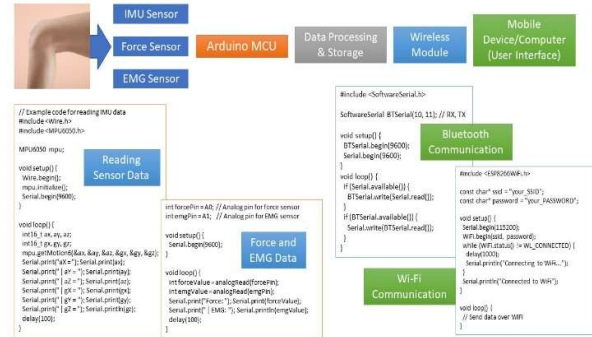 IMU Sensor
Force Sensor
EMG Sensor
Arduino MCU
Data Processing
& Storage
Wireless
Module
Mobile
Device/Computer
(User Interface)
// Example code for reading IMU data
#include <Wire.h>
#include <MPU6050.h>
MPU6050 mpu;
void setup() {
Wire.begin();
mpu.initialize();
Serial.begin(9600);
}
void loop() {
int16_t ax, ay, az;
int16_t gx, gy, gz;
mpu.getMotion6(&ax, &ay, &az, &gx, &gy, &gz);
Serial.print("aX = "); Serial.print(ax);
Serial.print(" | aY = "); Serial.print(ay);
Serial.print(" | aZ = "); Serial.print(az);
Serial.print(" | gX = "); Serial.print(gx);
Serial.print(" | gY = "); Serial.print(gy);
Serial.print(" | gZ = "); Serial.println(gz);
delay(100);
}
Reading
Sensor Data
int forcePin = A0; // Analog pin for force sensor
int emgPin = A1; // Analog pin for EMG sensor
void setup() {
Serial.begin(9600);
}
void loop() {
int forceValue = analogRead(forcePin);
int emgValue = analogRead(emgPin);
Serial.print("Force: "); Serial.print(forceValue);
Serial.print(" | EMG: "); Serial.println(emgValue);
delay(100);
}
Force and
EMG Data
#include <SoftwareSerial.h>
SoftwareSerial BTSerial(10, 11); // RX, TX
void setup() {
BTSerial.begin(9600);
Serial.begin(9600);
}
void loop() {
if (Serial.available()) {
BTSerial.write(Serial.read());
}
if (BTSerial.available()) {
Serial.write(BTSerial.read());
}
}
Bluetooth
Communication
#include <ESP8266WiFi.h>
const char* ssid = "your_SSID";
const char* password = "your_PASSWORD";
void setup() {
Serial.begin(115200);
WiFi.begin(ssid, password);
while (WiFi.status() != WL_CONNECTED) {
delay(1000);
Serial.println("Connecting to WiFi...");
}
Serial.println("Connected to WiFi");
}
void loop() {
// Send data over WiFi
}
Wi-Fi
Communication